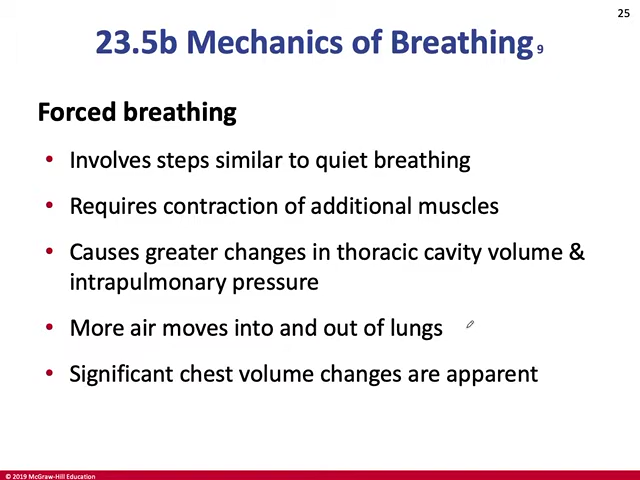 25
23.5b Mechanics of Breathing 9
Forced breathing
• Involves steps similar to quiet breathing
• Requires contraction of additional muscles
• Causes greater changes in thoracic cavity volume &
intrapulmonary pressure
• More air moves into and out of lungs
• Significant chest volume changes are apparent
© 2019 McGraw-Hill Education